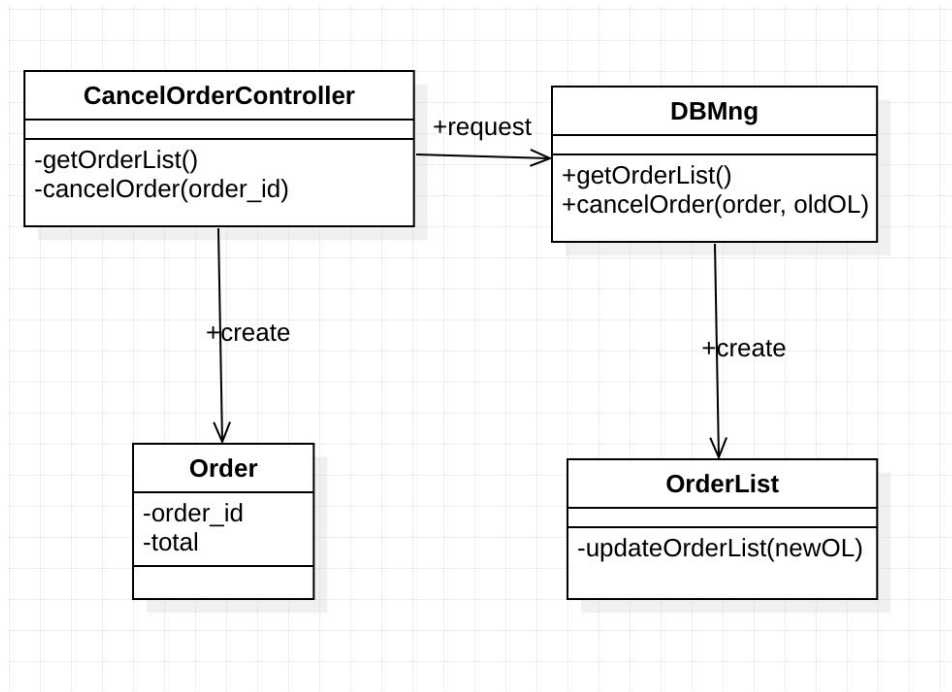 CancelOrderController
-getOrderList()
-cancelOrder(order_id)
+request
DBMng
+getOrderList()
+cancelOrder(order, oldOL)
+create
+create
Order
-order_id
-total
OrderList
-updateOrderList(newOL)